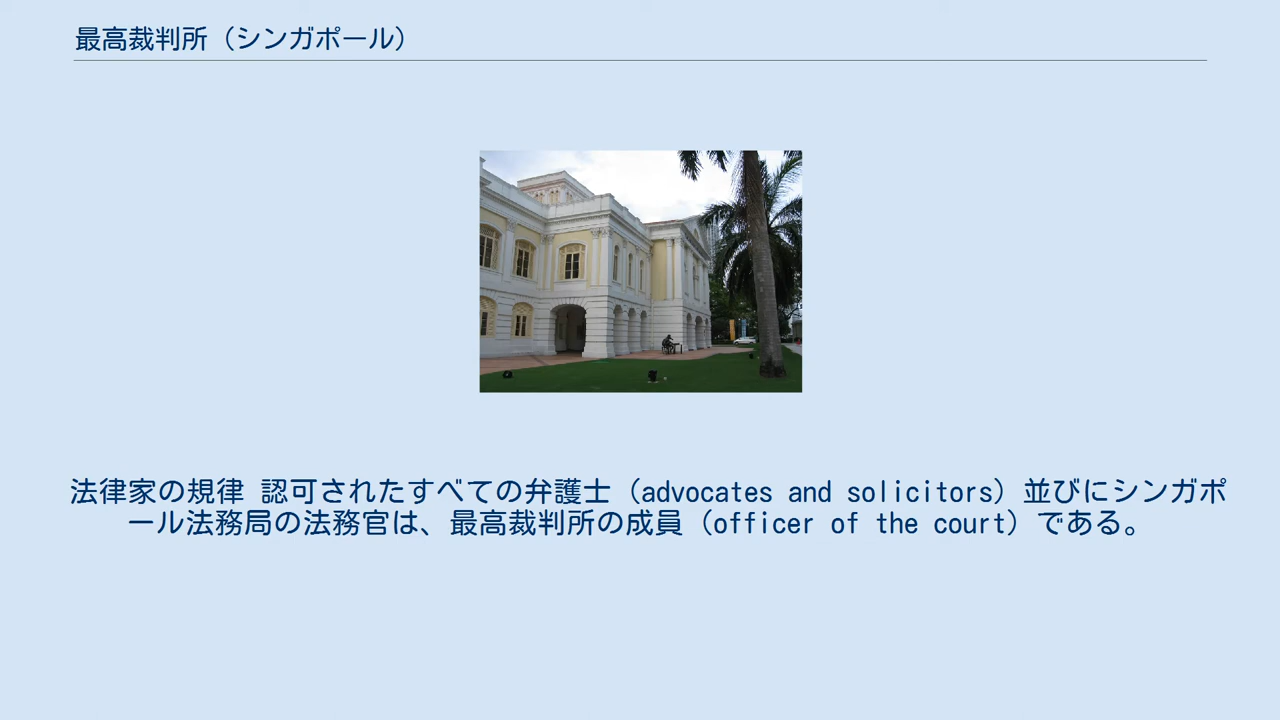 最高裁判所（シンガポール）
法律家の規律 認可されたすべての弁護士（advocates and solicitors）並びにシンガポ
ール法務局の法務官は、最高裁判所の成員（officer of the court）である。